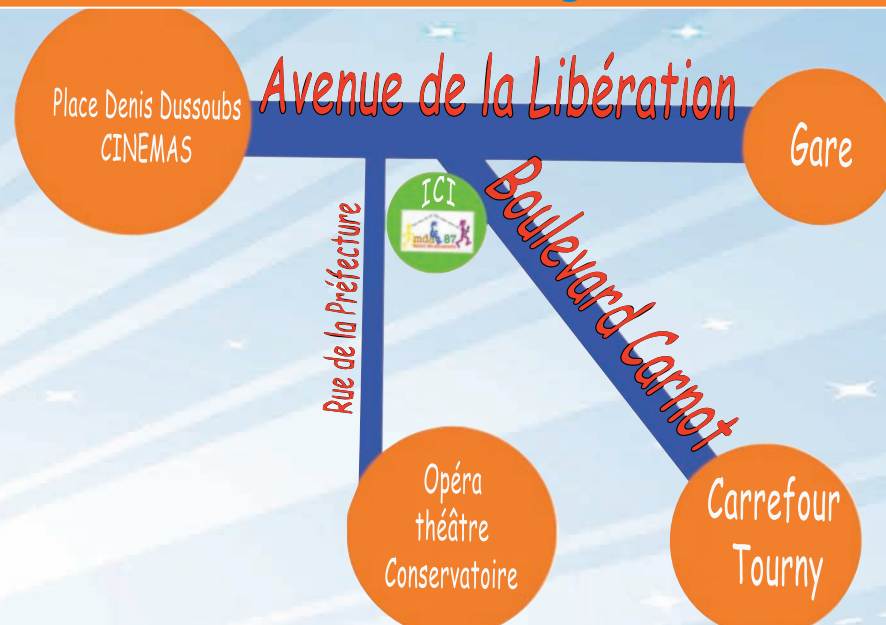 Avenue de la Libération
Place Denis Dussoubs
CINEMAS
Gare
ICI
87
Boulevard Carnot
Rue de la Préfecture
Opéra
théâtre
Conservatoire
Carrefour
Tourny